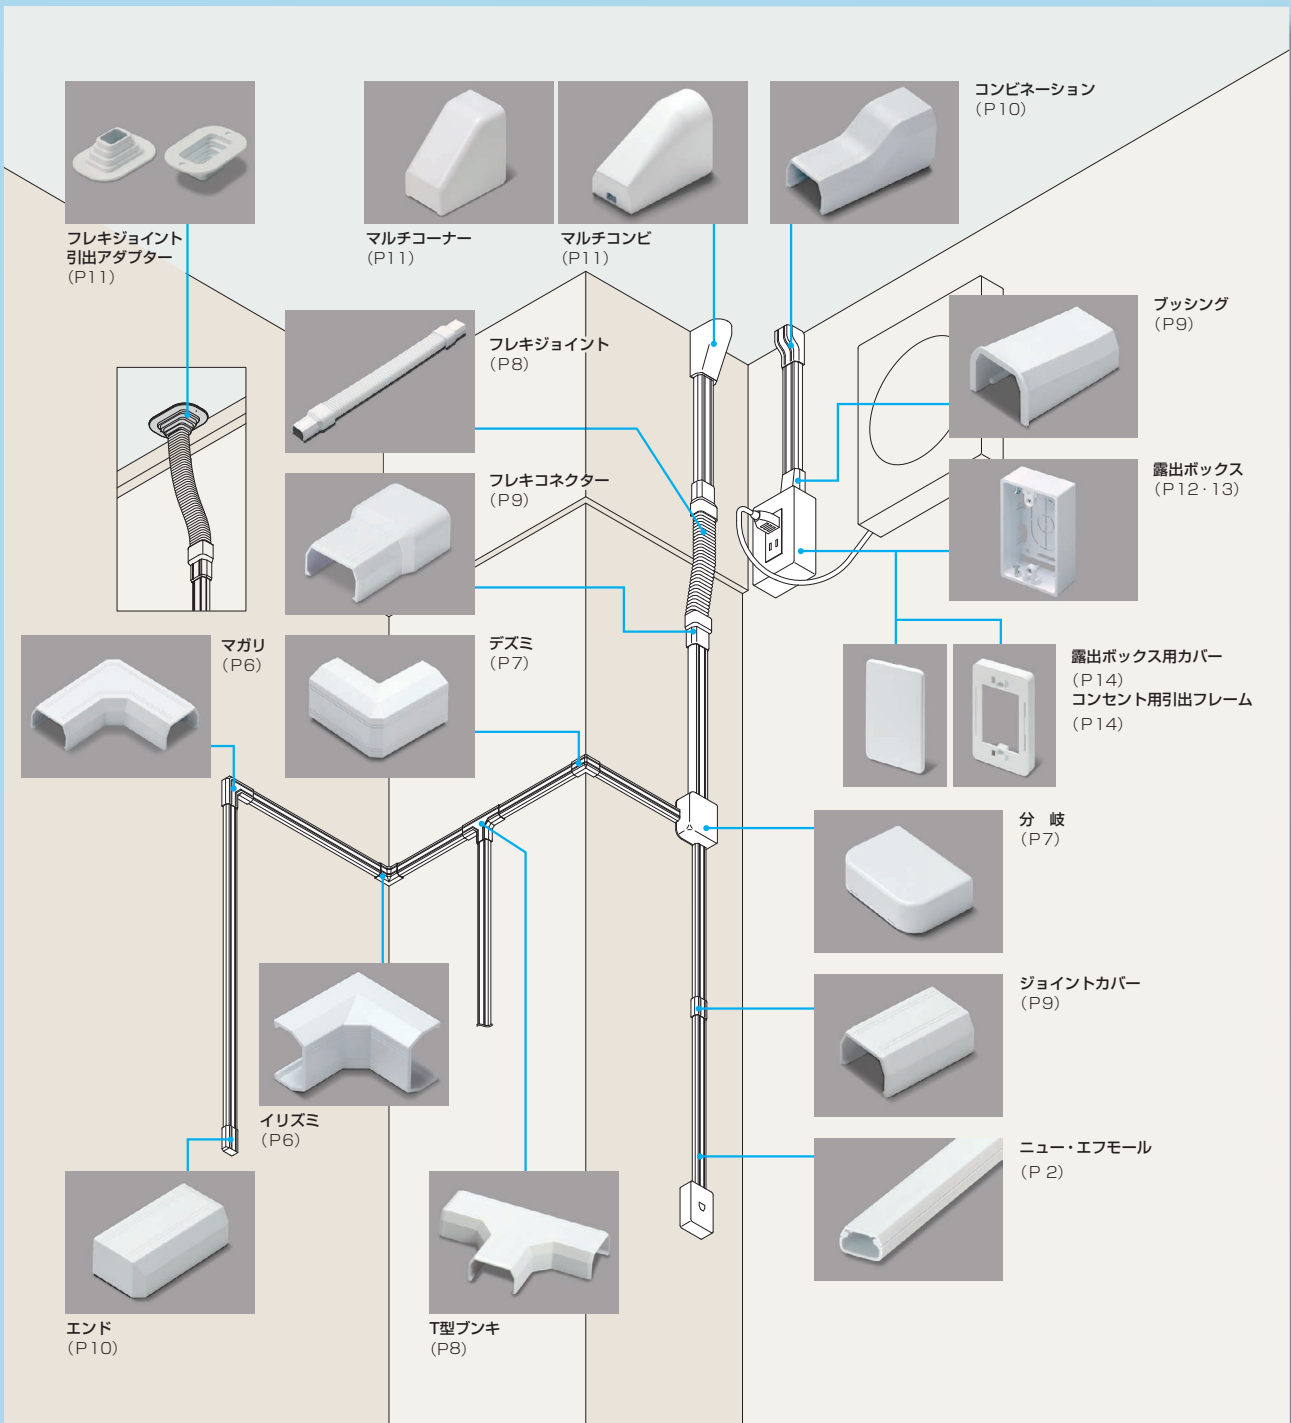 コンビネーション
（P10）
フレキジョイント
引出アダプター
（P11）
マルチコーナー
（P11）
マルチコンビ
（P11）
ブッシング
（P9）
フレキジョイント
（P8）
フレキコネクター
（P9）
露出ボックス
（P12・13）
マガリ
（P6）
デズミ
（P7）
露出ボックス用カバー
（P14）
コンセント用引出フレーム
（P14）
分　岐
（P7）
ジョイントカバー
（P9）
イリズミ
（P6）
ニュー・エフモール
（P 2）
エンド
（P10）
T型ブンキ
（P8）